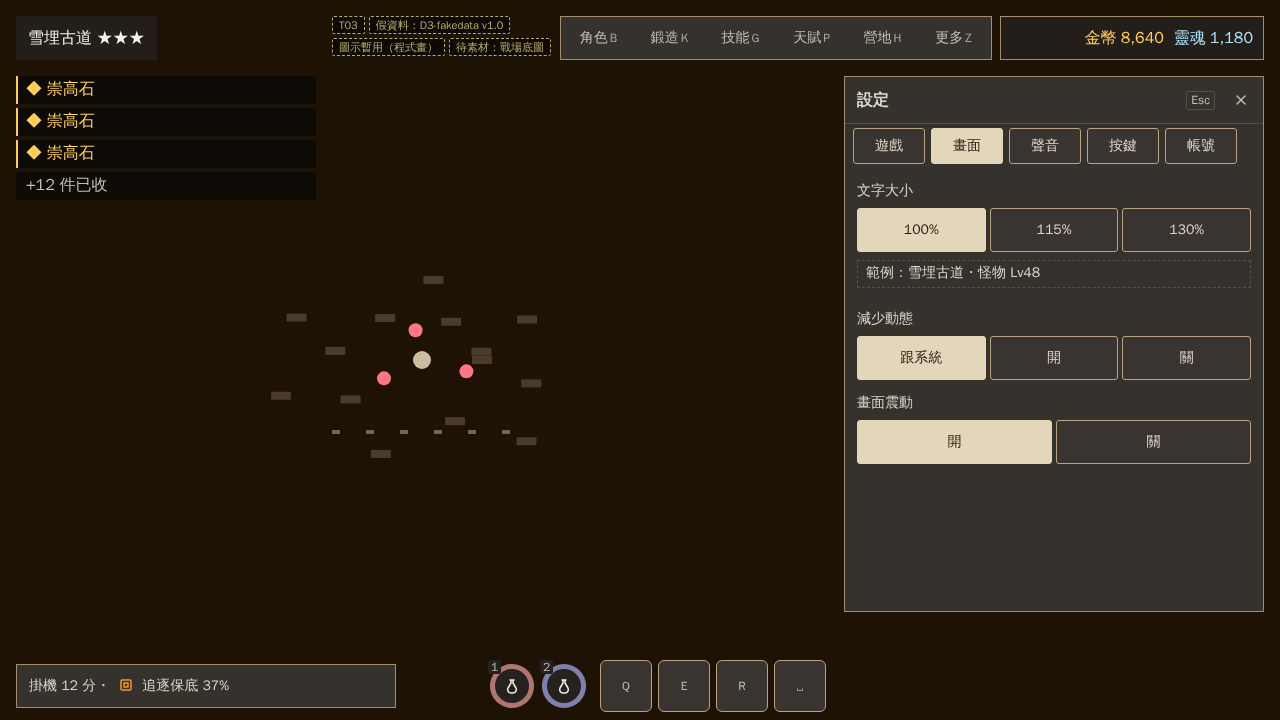 雪埋古道 ★★★
T03 假資料：D3-fakedata v1.0
圖示暫用（程式畫） 待素材：戰場底圖
角色B 鍛造K 技能G 天賦P 營地H 更多Z
金幣 8,640 靈魂 1,180
崇高石
崇高石
崇高石
+12 件已收
設定 Esc ×
遊戲 畫面 聲音 按鍵 帳號
文字大小
100% 115% 130%
範例：雪埋古道・怪物 Lv48
減少動態
跟系統 開 關
畫面震動
開 關
掛機 12 分・ 追逐保底 37%
1 2 Q E R ␣